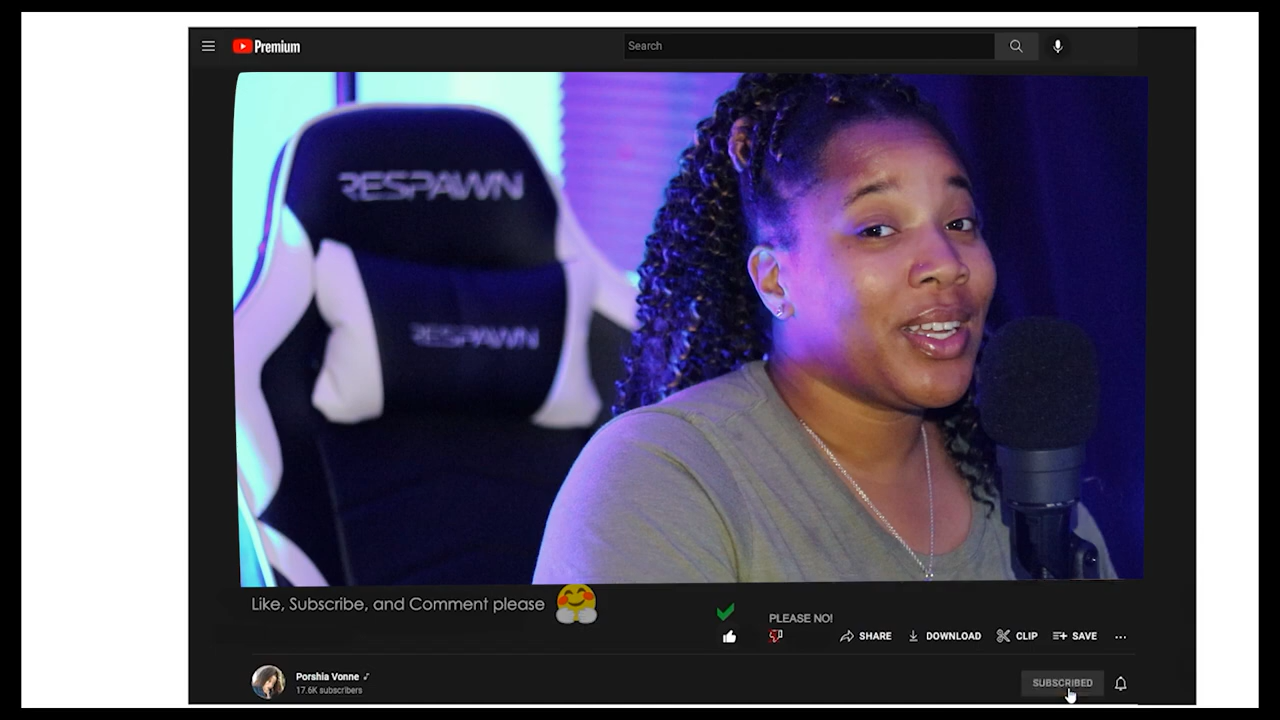 Premium
Search
RESPAWN
RESPAWN
Like, Subscribe, and Comment please
PLEASE NO!
SHARE
DOWNLOAD
CLIP
SAVE
Porshia Vonne
17.6K subscribers
SUBSCRIBED